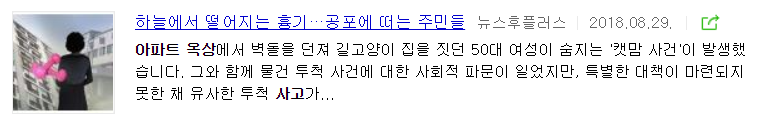 하늘에서 떨어지는 흉기…공포에 떠는 주민들 뉴스후플러스 2018.08.29.
아파트 옥상에서 벽돌을 던져 길고양이 집을 짓던 50대 여성이 숨지는 '캣맘 사건'이 발생했
습니다. 그와 함께 물건 투척 사건에 대한 사회적 파문이 일었지만, 특별한 대책이 마련되지
못한 채 유사한 투척 사고가...